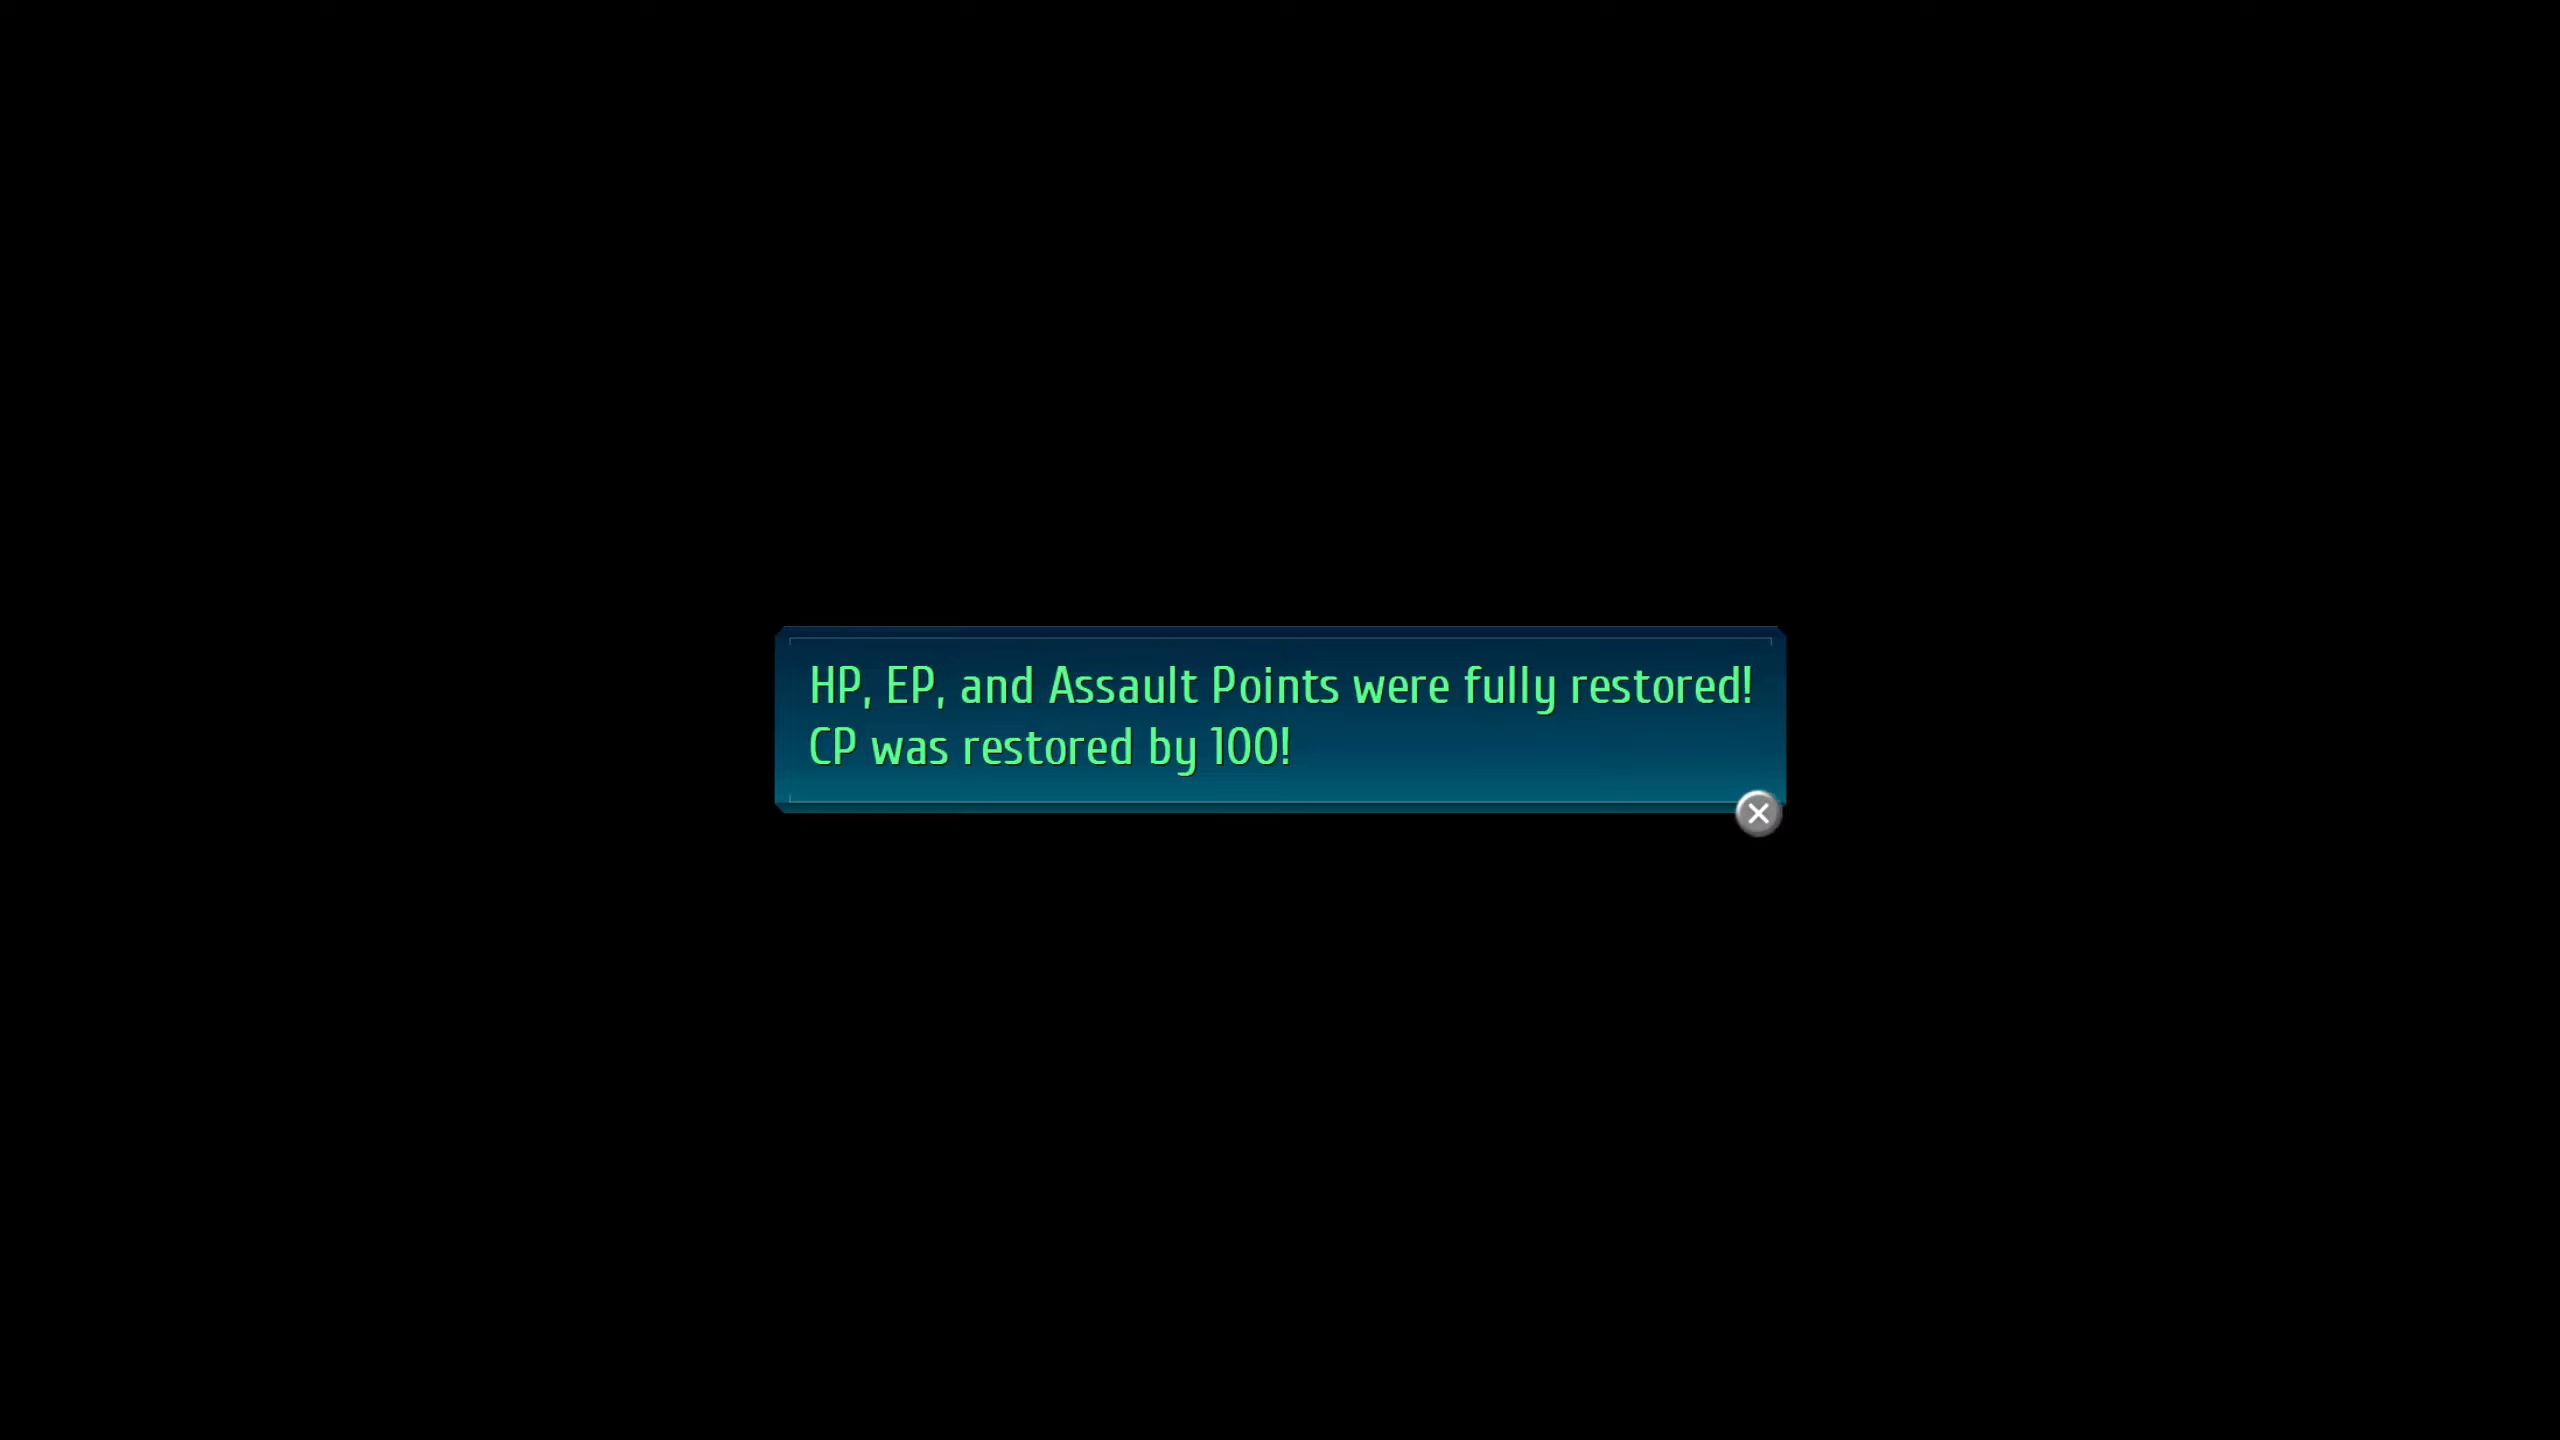 HP, EP, and Assault Points were fully restored!
CP was restored by 100!